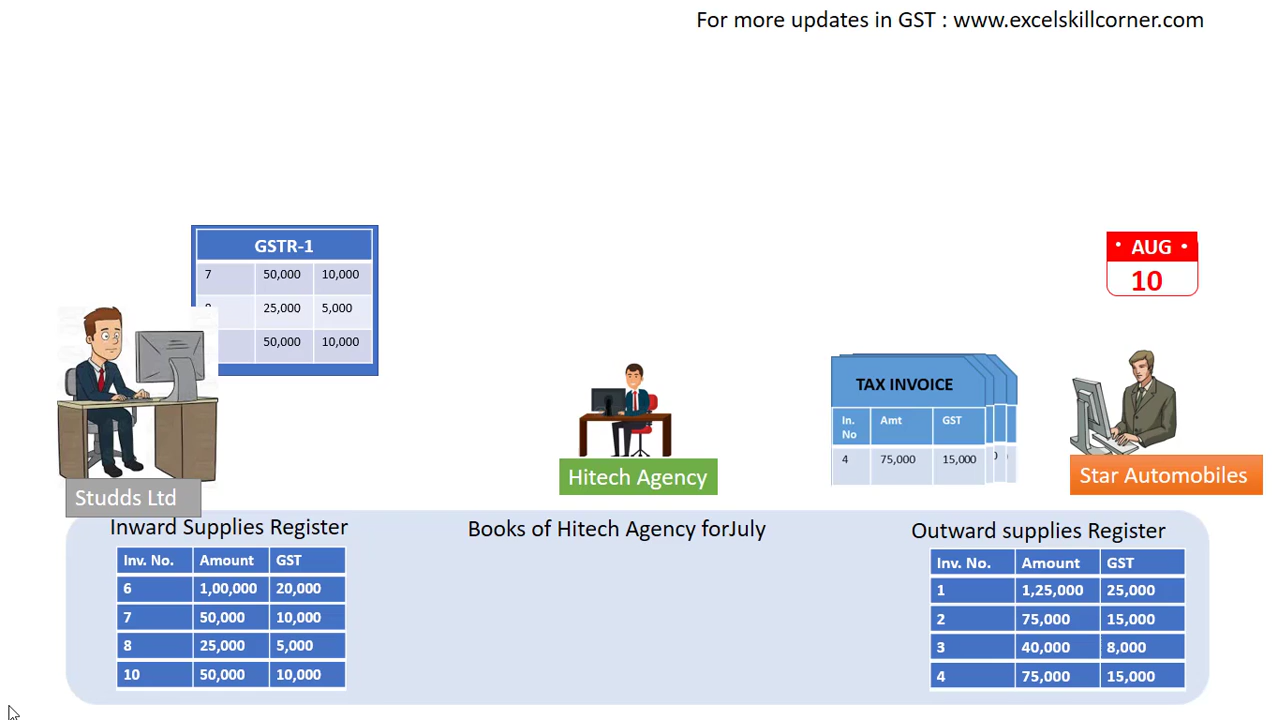 For more updates in GST : www.excelskillcorner.com
GSTR-1
7 50,000 10,000
25,000 5,000
50,000 10,000
AUG
10
TAX INVOICE
In. No Amt GST
4 75,000 15,000
Studds Ltd
Hitech Agency
Star Automobiles
Inward Supplies Register
Inv. No. Amount GST
6 1,00,000 20,000
7 50,000 10,000
8 25,000 5,000
10 50,000 10,000
Books of Hitech Agency forJuly
Outward supplies Register
Inv. No. Amount GST
1 1,25,000 25,000
2 75,000 15,000
3 40,000 8,000
4 75,000 15,000